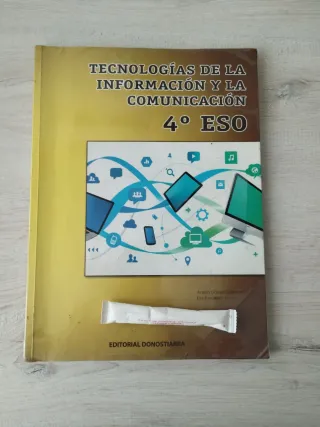 TECNOLOGÍAS DE LA
INFORMACIÓN Y LA
COMUNICACIÓN
4º ESO
EDITORIAL DONOSTIARRA